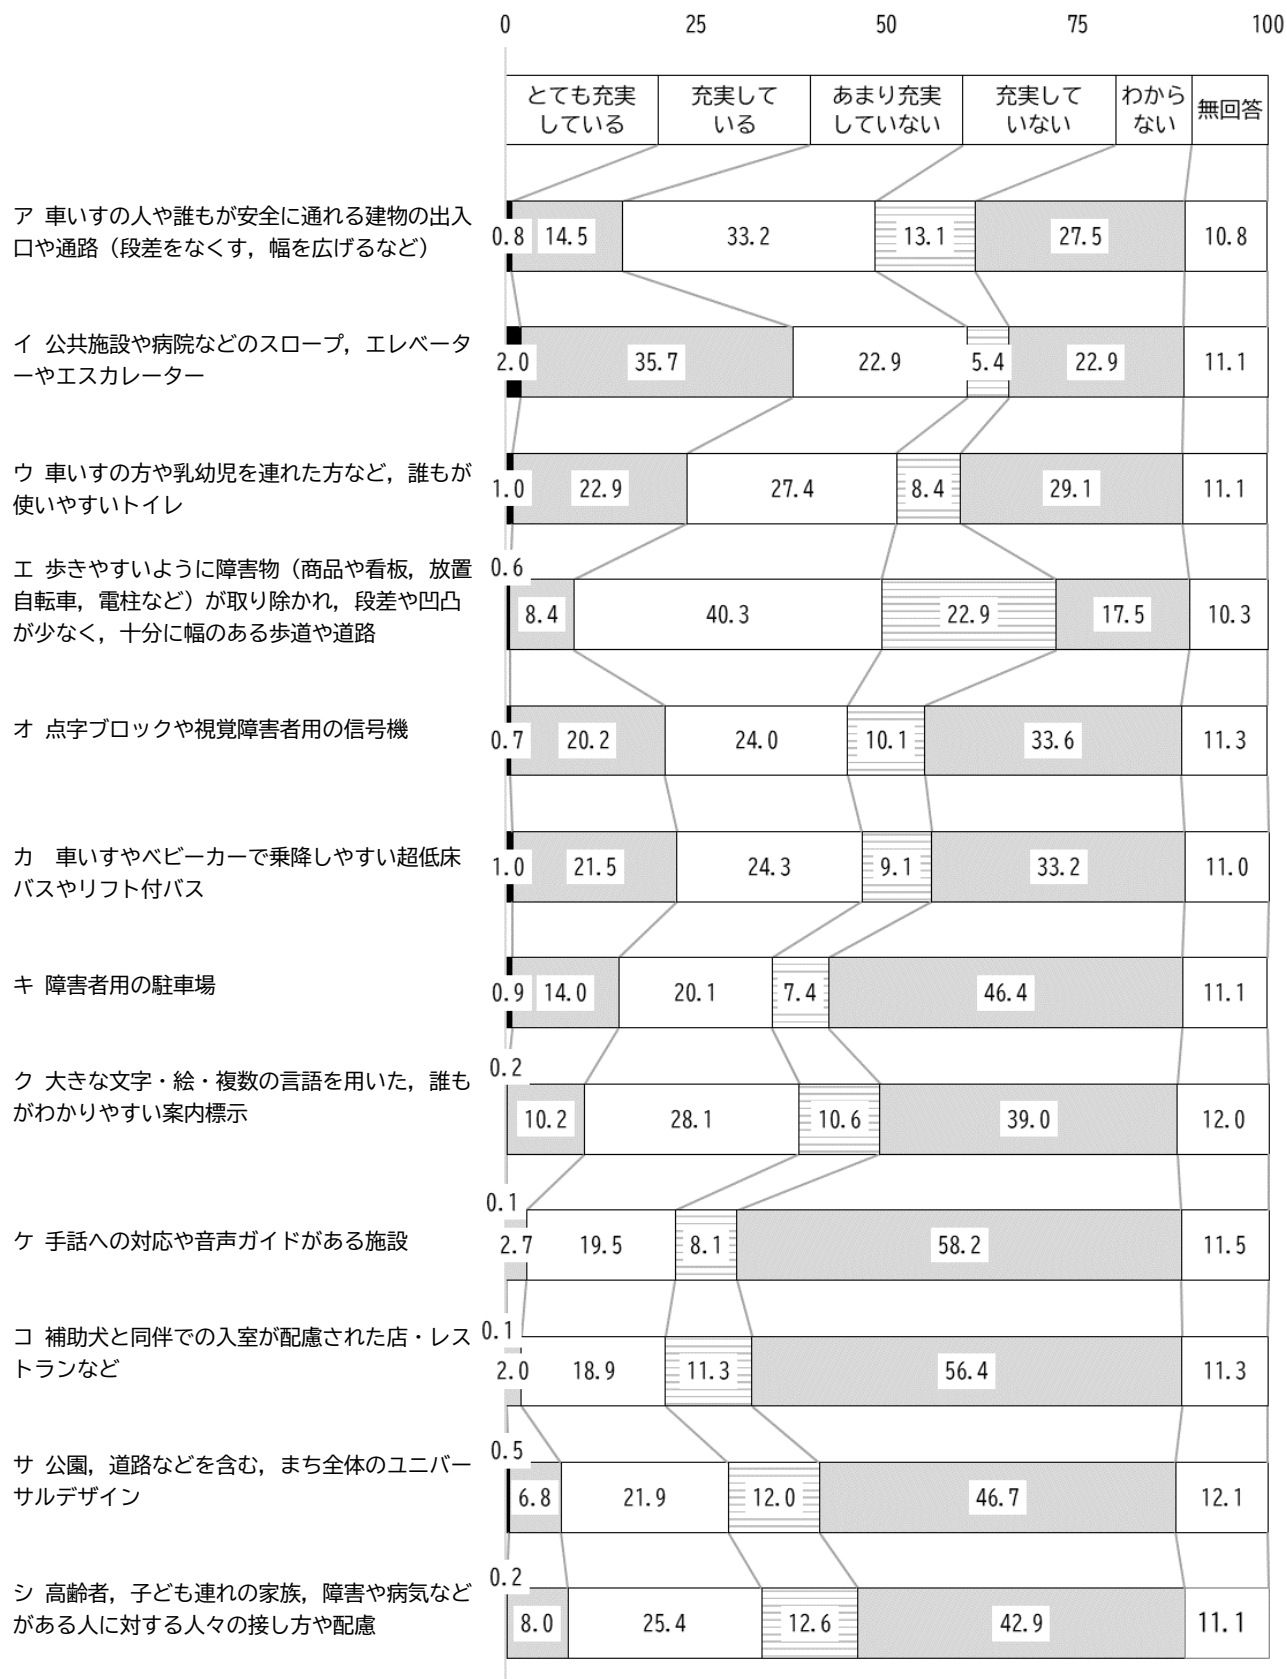 0 25 50 75 100
とても充実
している
充実して
いる
あまり充実
していない
充実して
いない
わから
ない
無回答
ア 車いすの人や誰もが安全に通れる建物の出入
口や通路（段差をなくす，幅を広げるなど）
0.8 14.5 33.2 13.1 27.5 10.8
イ 公共施設や病院などのスロープ，エレベータ
ーやエスカレーター
2.0 35.7 22.9 5.4 22.9 11.1
ウ 車いすの方や乳幼児を連れた方など，誰もが
使いやすいトイレ
1.0 22.9 27.4 8.4 29.1 11.1
エ 歩きやすいように障害物（商品や看板，放置
自転車，電柱など）が取り除かれ，段差や凹凸
が少なく，十分に幅のある歩道や道路
0.6 8.4 40.3 22.9 17.5 10.3
オ 点字ブロックや視覚障害者用の信号機
0.7 20.2 24.0 10.1 33.6 11.3
カ 車いすやベビーカーで乗降しやすい超低床
バスやリフト付バス
1.0 21.5 24.3 9.1 33.2 11.0
キ 障害者用の駐車場
0.9 14.0 20.1 7.4 46.4 11.1
ク 大きな文字・絵・複数の言語を用いた，誰も
がわかりやすい案内標示
0.2 10.2 28.1 10.6 39.0 12.0
ケ 手話への対応や音声ガイドがある施設
0.1 2.7 19.5 8.1 58.2 11.5
コ 補助犬と同伴での入室が配慮された店・レス
トランなど
0.1 2.0 18.9 11.3 56.4 11.3
サ 公園，道路などを含む，まち全体のユニバー
サルデザイン
0.5 6.8 21.9 12.0 46.7 12.1
シ 高齢者，子ども連れの家族，障害や病気など
がある人に対する人々の接し方や配慮
0.2 8.0 25.4 12.6 42.9 11.1